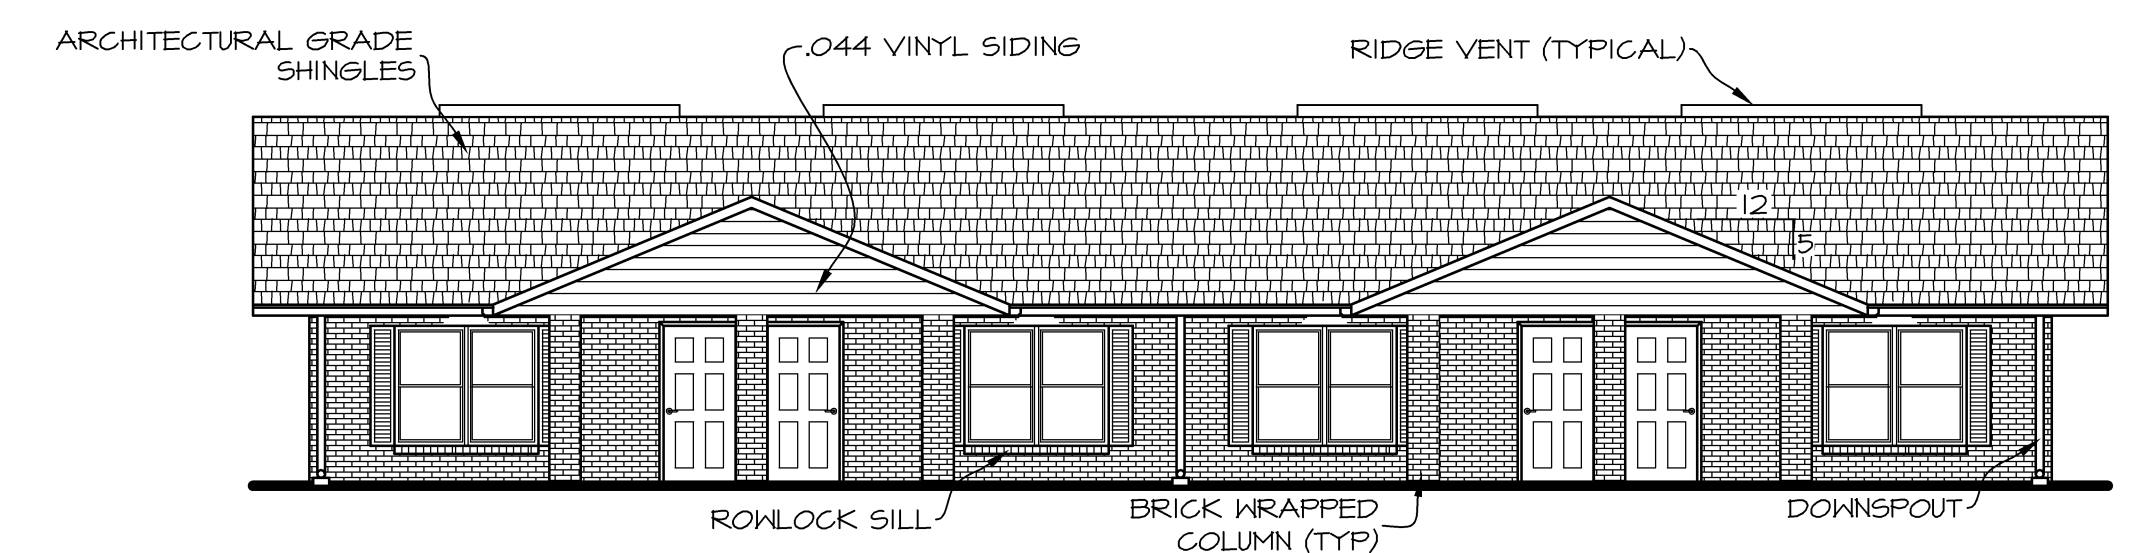 ARCHITECTURAL GRADE
SHINGLES
.044 VINYL SIDING
RIDGE VENT (TYPICAL)
12
5
ROWLOCK SILL
BRICK WRAPPED
COLUMN (TYP)
DOWNSPOUT